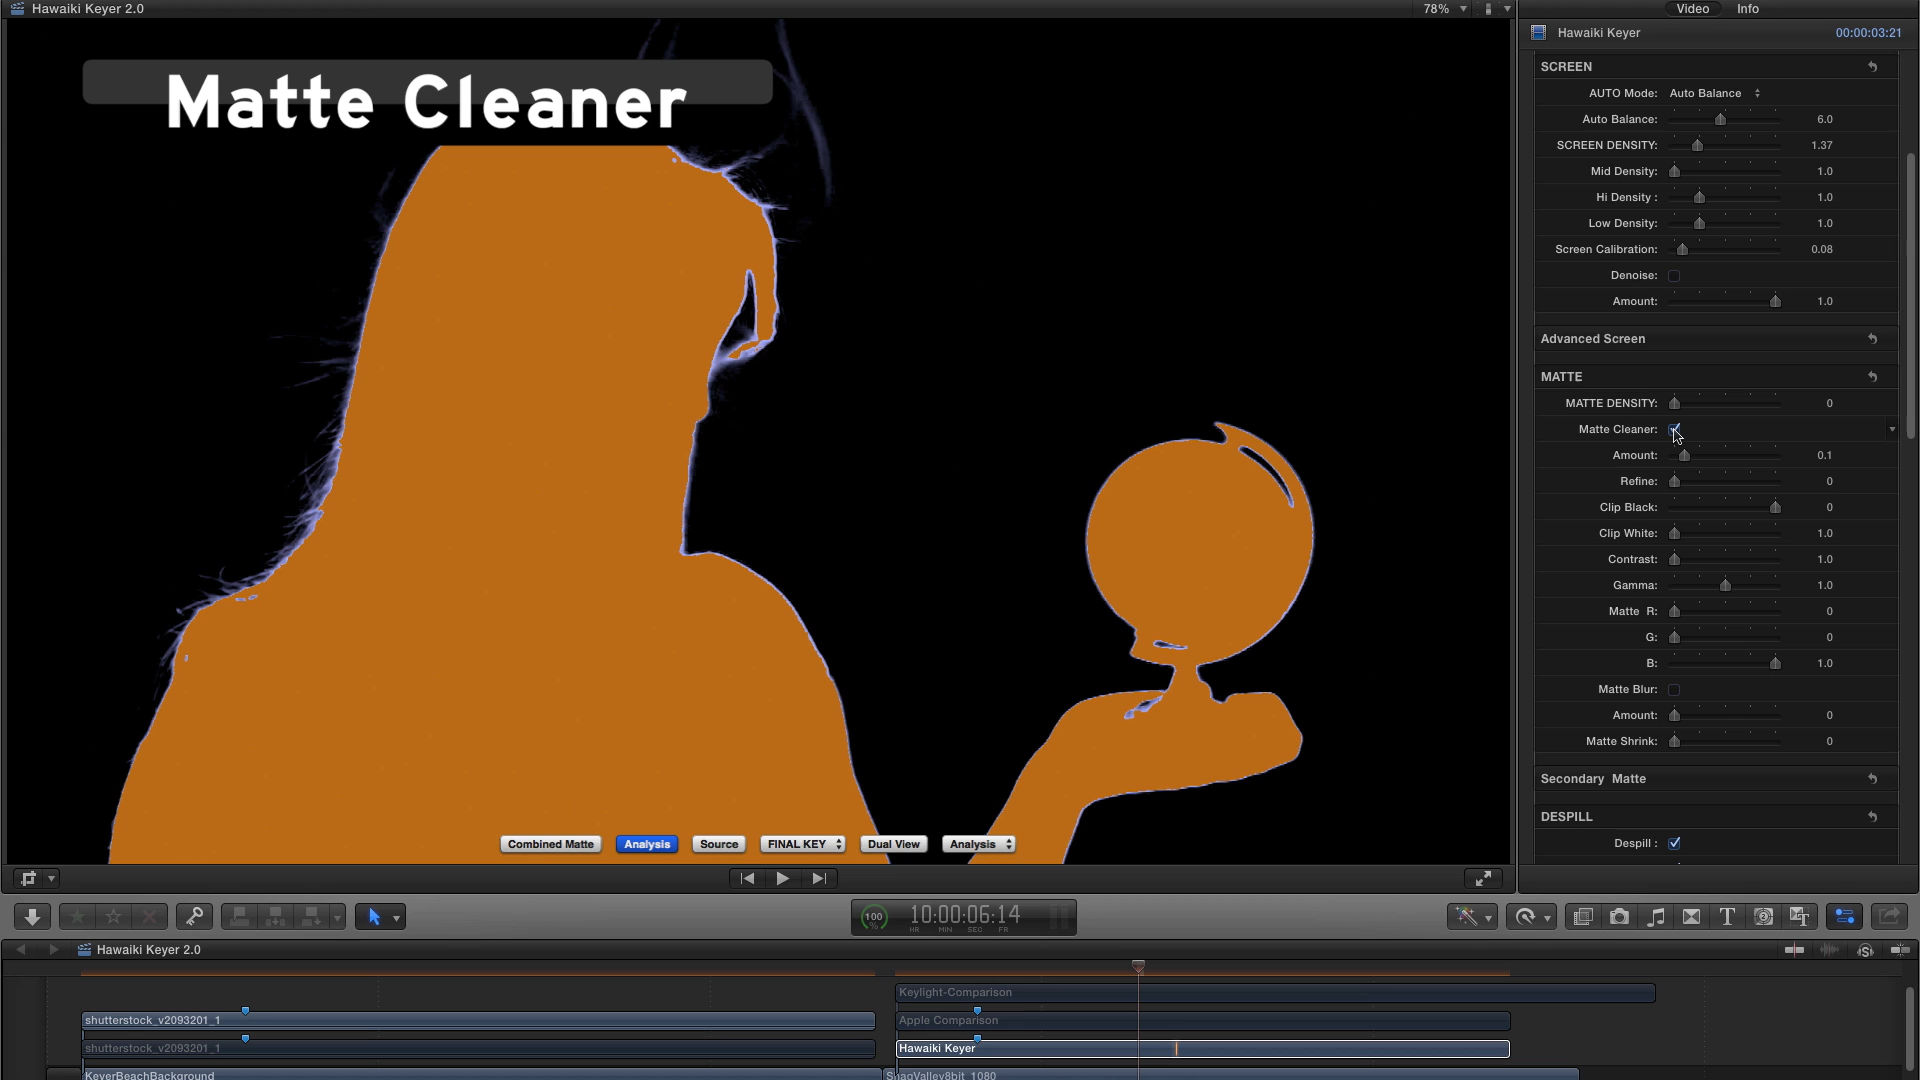 Hawaiki Keyer 2.0
78%
Video
Info
Hawaiki Keyer
00:00:03:21
Matte Cleaner
SCREEN
AUTO Mode: Auto Balance
Auto Balance: 6.0
SCREEN DENSITY: 1.37
Mid Density: 1.0
Hi Density : 1.0
Low Density: 1.0
Screen Calibration: 0.08
Denoise:
Amount: 1.0
Advanced Screen
MATTE
MATTE DENSITY: 0
Matte Cleaner:
Amount: 0.1
Refine: 0
Clip Black: 0
Clip White: 1.0
Contrast: 1.0
Gamma: 1.0
Matte R: 0
G: 0
B: 1.0
Matte Blur:
Amount: 0
Matte Shrink: 0
Secondary Matte
DESPILL
Despill :
Combined Matte
Analysis
Source
FINAL KEY
Dual View
Analysis
100
%
10:00:06:14
HR MIN SEC FR
Hawaiki Keyer 2.0
Keylight-Comparison
shutterstock_v2093201_1
Apple Comparison
shutterstock_v2093201_1
Hawaiki Keyer
KeyerBeachBackground
SnagValley8bit_1080